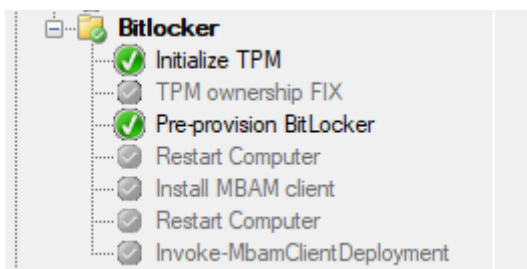 Bitlocker
Initialize TPM
TPM ownership FIX
Pre-provision BitLocker
Restart Computer
Install MBAM client
Restart Computer
Invoke-MbamClientDeployment